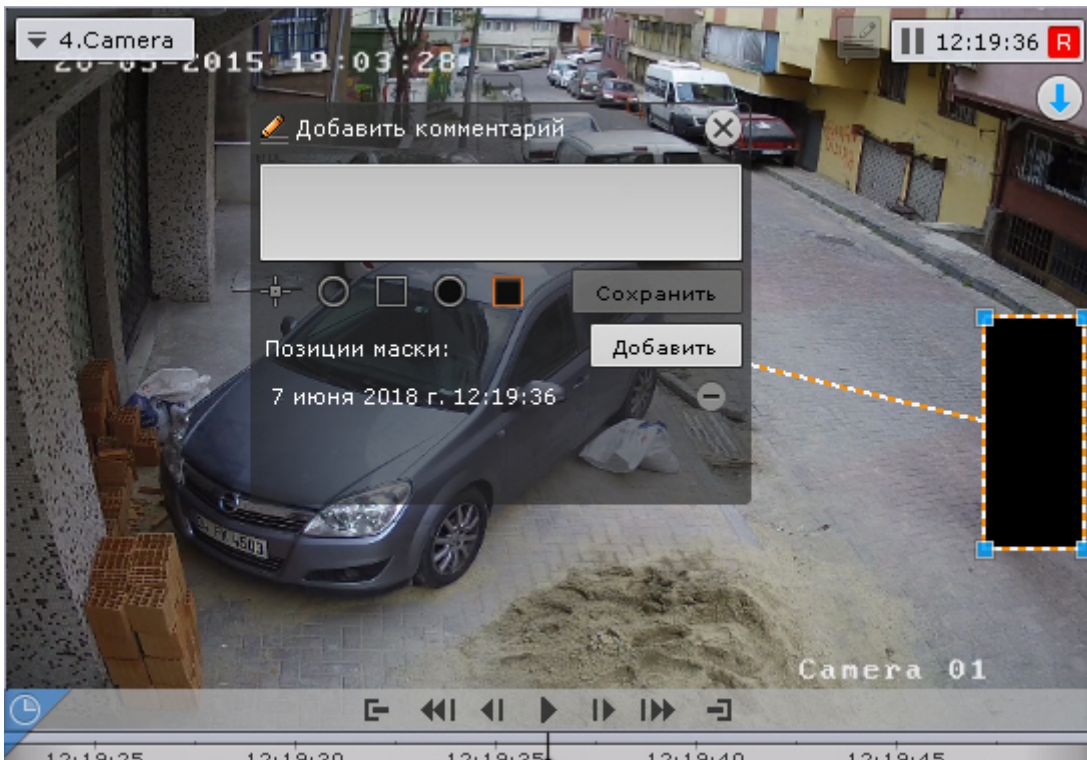 4.Camera
12:19:36 R
2015 19:03:28
Добавить комментарий
Сохранить
Позиции маски:
Добавить
7 июня 2018 г. 12:19:36
Camera 01
12:19:25 12:19:30 12:19:35 12:19:40 12:19:45